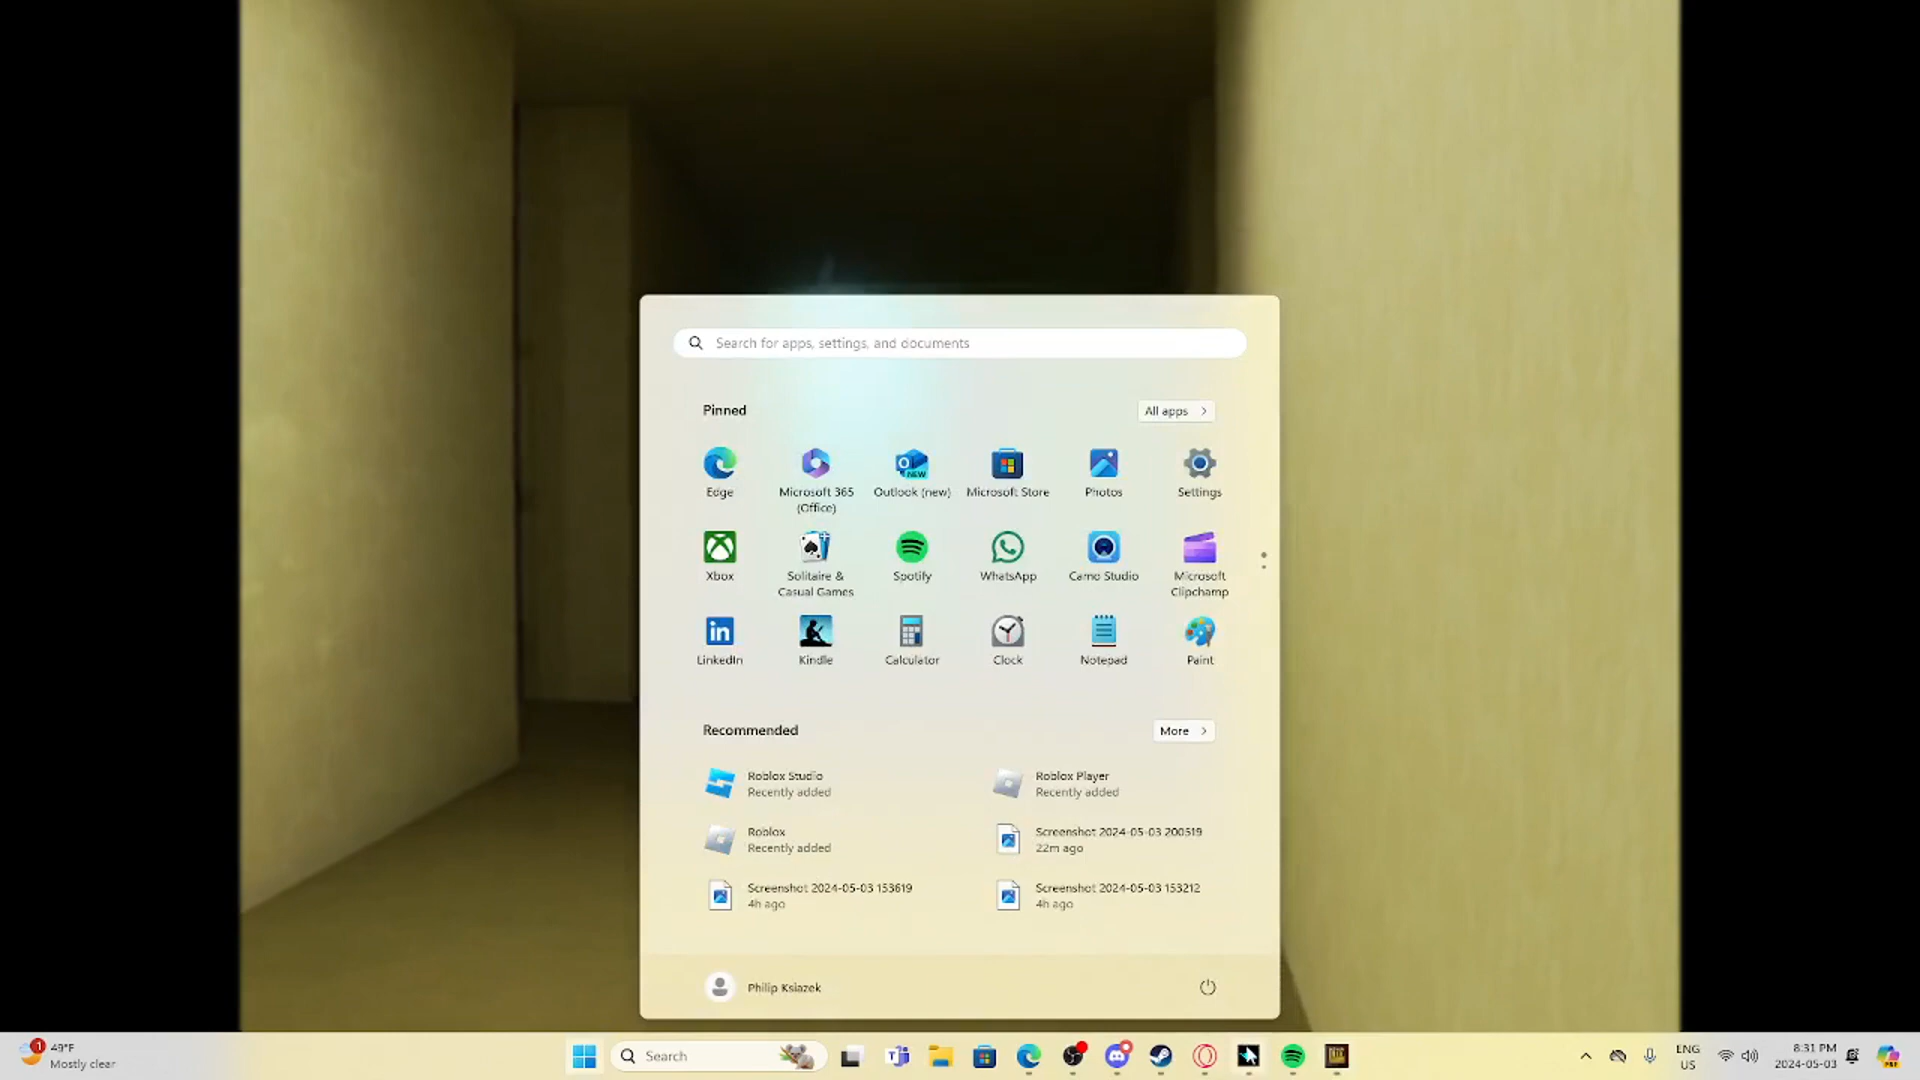 Search for apps, settings, and documents
Pinned
All apps
Edge
Microsoft 365
(Office)
Outlook (new)
Microsoft Store
Photos
Settings
Xbox
Solitaire &
Casual Games
Spotify
WhatsApp
Camo Studio
Microsoft
Clipchamp
LinkedIn
Kindle
Calculator
Clock
Notepad
Paint
Recommended
More
Roblox Studio
Recently added
Roblox Player
Recently added
Roblox
Recently added
Screenshot 2024-05-03 200519
22m ago
Screenshot 2024-05-03 153619
4h ago
Screenshot 2024-05-03 153212
4h ago
Philip Ksiazek
1
49°F
Mostly clear
Search
ENG
US
8:31 PM
2024-05-03